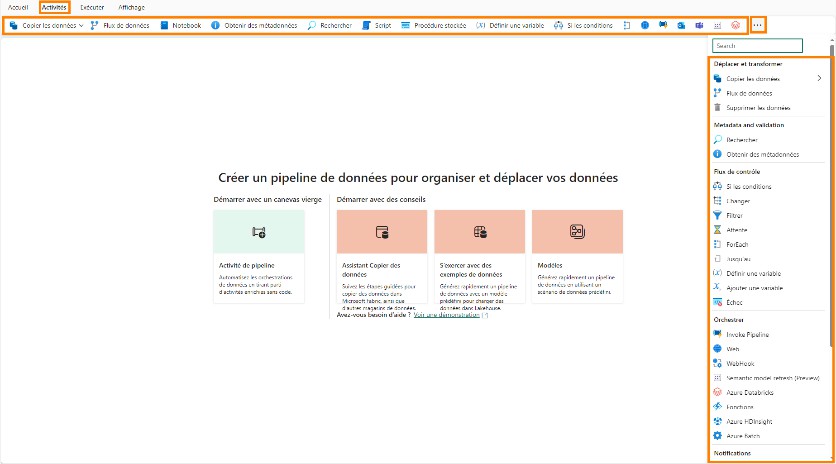 Accueil Activités Exécuter Affichage
Copier les données Flux de données Notebook Obtenir des métadonnées Rechercher Script Procédure stockée Définir une variable Si les conditions
Search
Déplacer et transformer
Copier les données
Flux de données
Supprimer les données
Metadata and validation
Rechercher
Obtenir des métadonnées
Flux de contrôle
Si les conditions
Changer
Filtrer
Attente
ForEach
Jusqu'au
Définir une variable
Ajouter une variable
Échec
Orchestrer
Invoke Pipeline
Web
WebHook
Semantic model refresh (Preview)
Azure Databricks
Fonctions
Azure HDInsight
Azure Batch
Notifications
Créer un pipeline de données pour organiser et déplacer vos données
Démarrer avec un canevas vierge
Activité de pipeline
Automatisez les orchestrations
de données en tirant parti
d'activités enrichies sans code.
Démarrer avec des conseils
Assistant Copier des
données
Suivez les étapes guidées pour
copier des données dans
Microsoft Fabric, ainsi que
d'autres magasins de données.
S'exercer avec des
exemples de données
Générez rapidement un pipeline
de données avec un modèle
prédéfini pour charger des
données dans Lakehouse.
Modèles
Générez rapidement un pipeline
de données en utilisant un
scénario de données prédéfini.
Avez-vous besoin d'aide ? Voir une démonstration